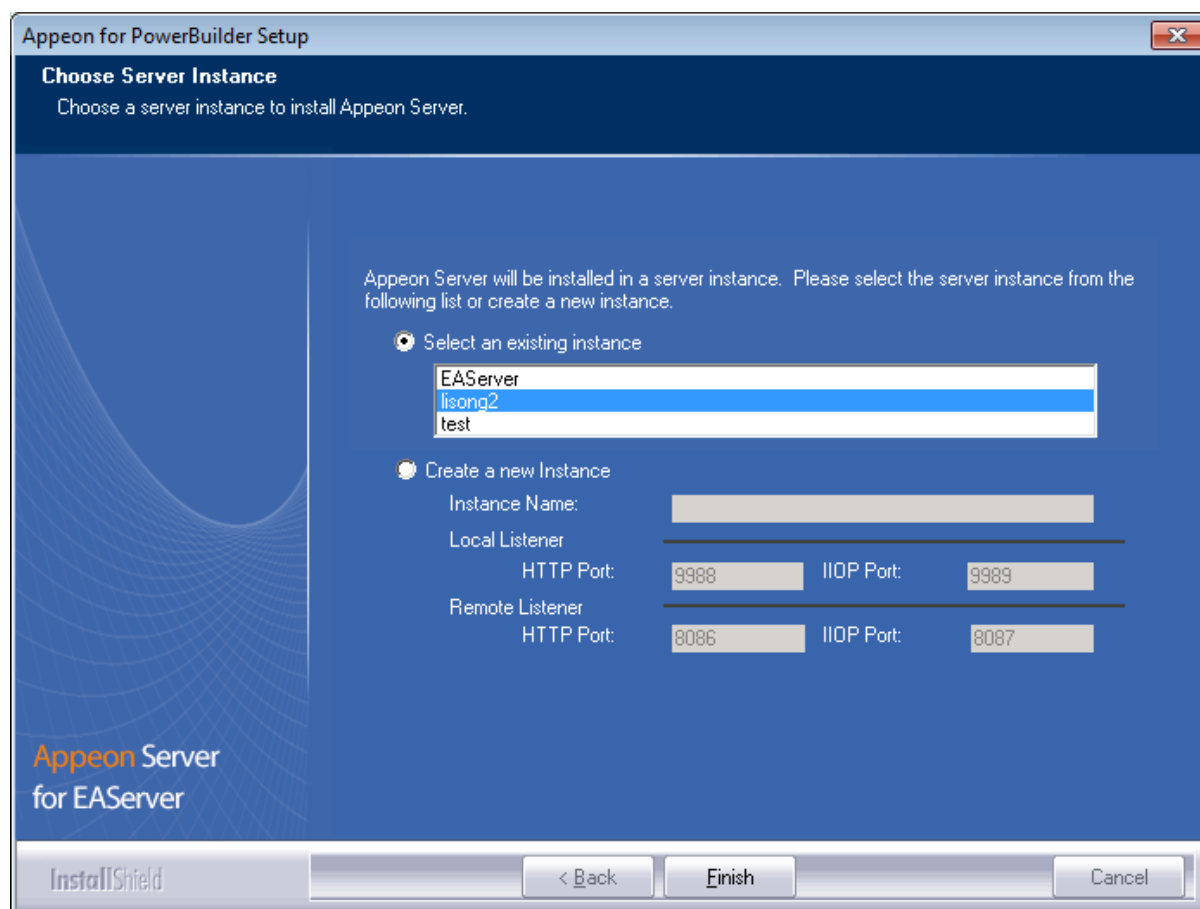 Appeon for PowerBuilder Setup
Choose Server Instance
Choose a server instance to install Appeon Server.
Appeon Server will be installed in a server instance. Please select the server instance from the
following list or create a new instance.
Select an existing instance
EAServer
lisong2
test
Create a new Instance
Instance Name:
Local Listener
HTTP Port: 9988 IIOP Port: 9989
Remote Listener
HTTP Port: 8086 IIOP Port: 8087
Appeon Server
for EAServer
InstallShield
< Back Finish Cancel